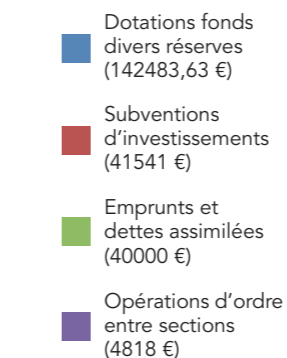 Dotations fonds
divers réserves
(142483,63 €)
Subventions
d’investissements
(41541 €)
Emprunts et
dettes assimilées
(40000 €)
Opérations d’ordre
entre sections
(4818 €)